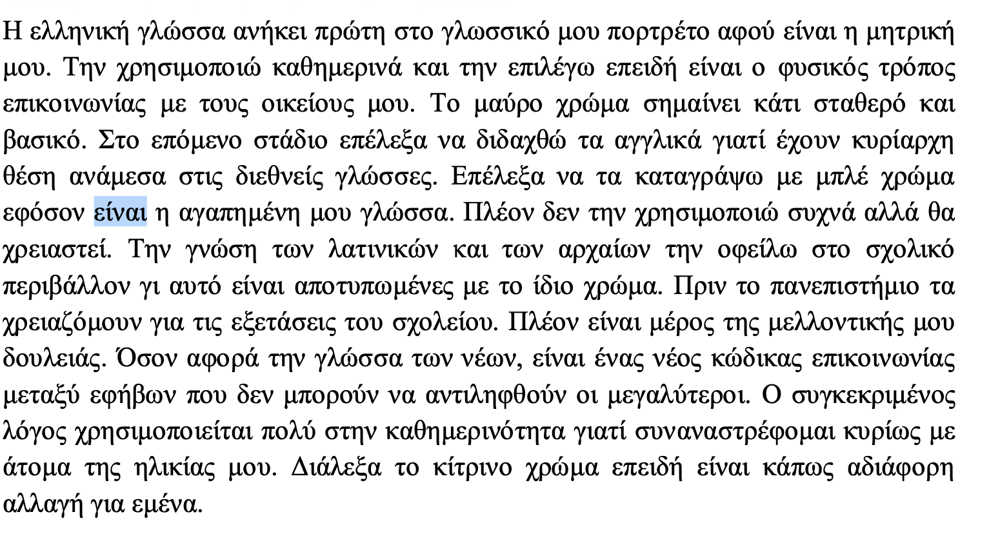 Η ελληνική γλώσσα ανήκει πρώτη στο γλωσσικό μου πορτρέτο αφού είναι η μητρική
μου. Την χρησιμοποιώ καθημερινά και την επιλέγω επειδή είναι ο φυσικός τρόπος
επικοινωνίας με τους οικείους μου. Το μαύρο χρώμα σημαίνει κάτι σταθερό και
βασικό. Στο επόμενο στάδιο επέλεξα να διδαχθώ τα αγγλικά γιατί έχουν κυρίαρχη
θέση ανάμεσα στις διεθνείς γλώσσες. Επέλεξα να τα καταγράψω με μπλέ χρώμα
εφόσον είναι η αγαπημένη μου γλώσσα. Πλέον δεν την χρησιμοποιώ συχνά αλλά θα
χρειαστεί. Την γνώση των λατινικών και των αρχαίων την οφείλω στο σχολικό
περιβάλλον γι αυτό είναι αποτυπωμένες με το ίδιο χρώμα. Πριν το πανεπιστήμιο τα
χρειαζόμουν για τις εξετάσεις του σχολείου. Πλέον είναι μέρος της μελλοντικής μου
δουλειάς. Όσον αφορά την γλώσσα των νέων, είναι ένας νέος κώδικας επικοινωνίας
μεταξύ εφήβων που δεν μπορούν να αντιληφθούν οι μεγαλύτεροι. Ο συγκεκριμένος
λόγος χρησιμοποιείται πολύ στην καθημερινότητα γιατί συναναστρέφομαι κυρίως με
άτομα της ηλικίας μου. Διάλεξα το κίτρινο χρώμα επειδή είναι κάπως αδιάφορη
αλλαγή για εμένα.